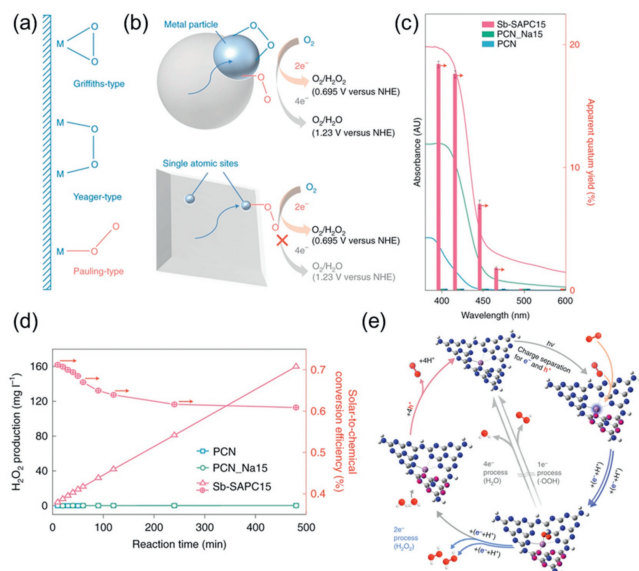 (a)
M
O
O
Griffiths-type
M
O
M
O
Yeager-type
M
O
O
Pauling-type
(b)
Metal particle
O
O
O
O
O₂
2e⁻
O₂/H₂O₂
(0.695 V versus NHE)
4e⁻
O₂/H₂O
(1.23 V versus NHE)
Single atomic sites
O
O
O₂
2e⁻
O₂/H₂O₂
(0.695 V versus NHE)
4e⁻
O₂/H₂O
(1.23 V versus NHE)
(c)
Sb-SAPC15
PCN_Na15
PCN
Absorbance (AU)
20
10
0
Apparent quatum yield (%)
400
450
500
600
Wavelength (nm)
(d)
160
120
80
40
0
H₂O₂ production (mg l⁻¹)
0.7
0.6
0.5
0.4
Solar-to-chemical
conversion efficiency (%)
PCN
PCN_Na15
Sb-SAPC15
0
100
200
300
400
500
Reaction time (min)
(e)
+4H⁺
+4h⁺
hν
Charge separation
for e⁻ and h⁺
+(e⁻+H⁺)
+(e⁻+H⁺)
4e⁻
process
(H₂O)
1e⁻
process
(·OOH)
2e⁻
process
(H₂O₂)
+(e⁻+H⁺)
+(e⁻+H⁺)